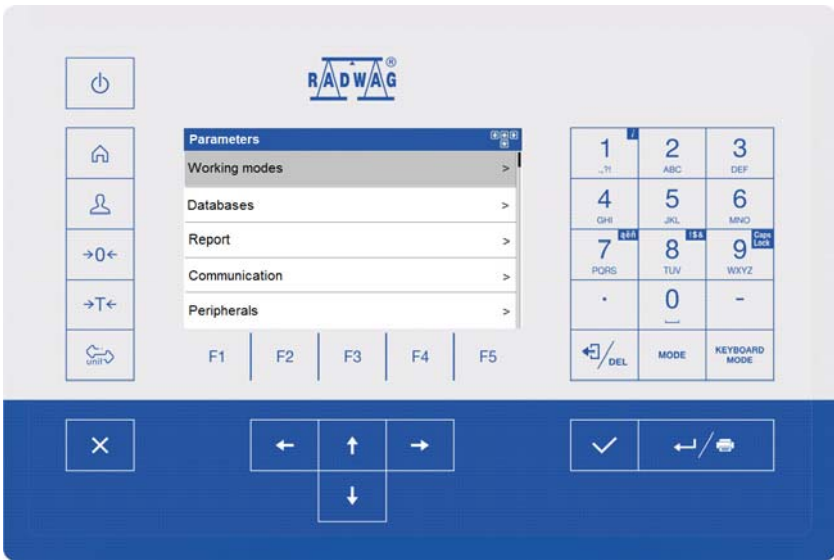 RADWAG®
Parameters
Working modes >
Databases >
Report >
Communication >
Peripherals >
F1 F2 F3 F4 F5
→0←
→T←
unit
1 i 2 3
.,?! ABC DEF
4 5 6
GHI JKL MNO
7 ąêñ 8 !$& 9 Caps Lock
PQRS TUV WXYZ
. 0 -
/DEL MODE KEYBOARD MODE